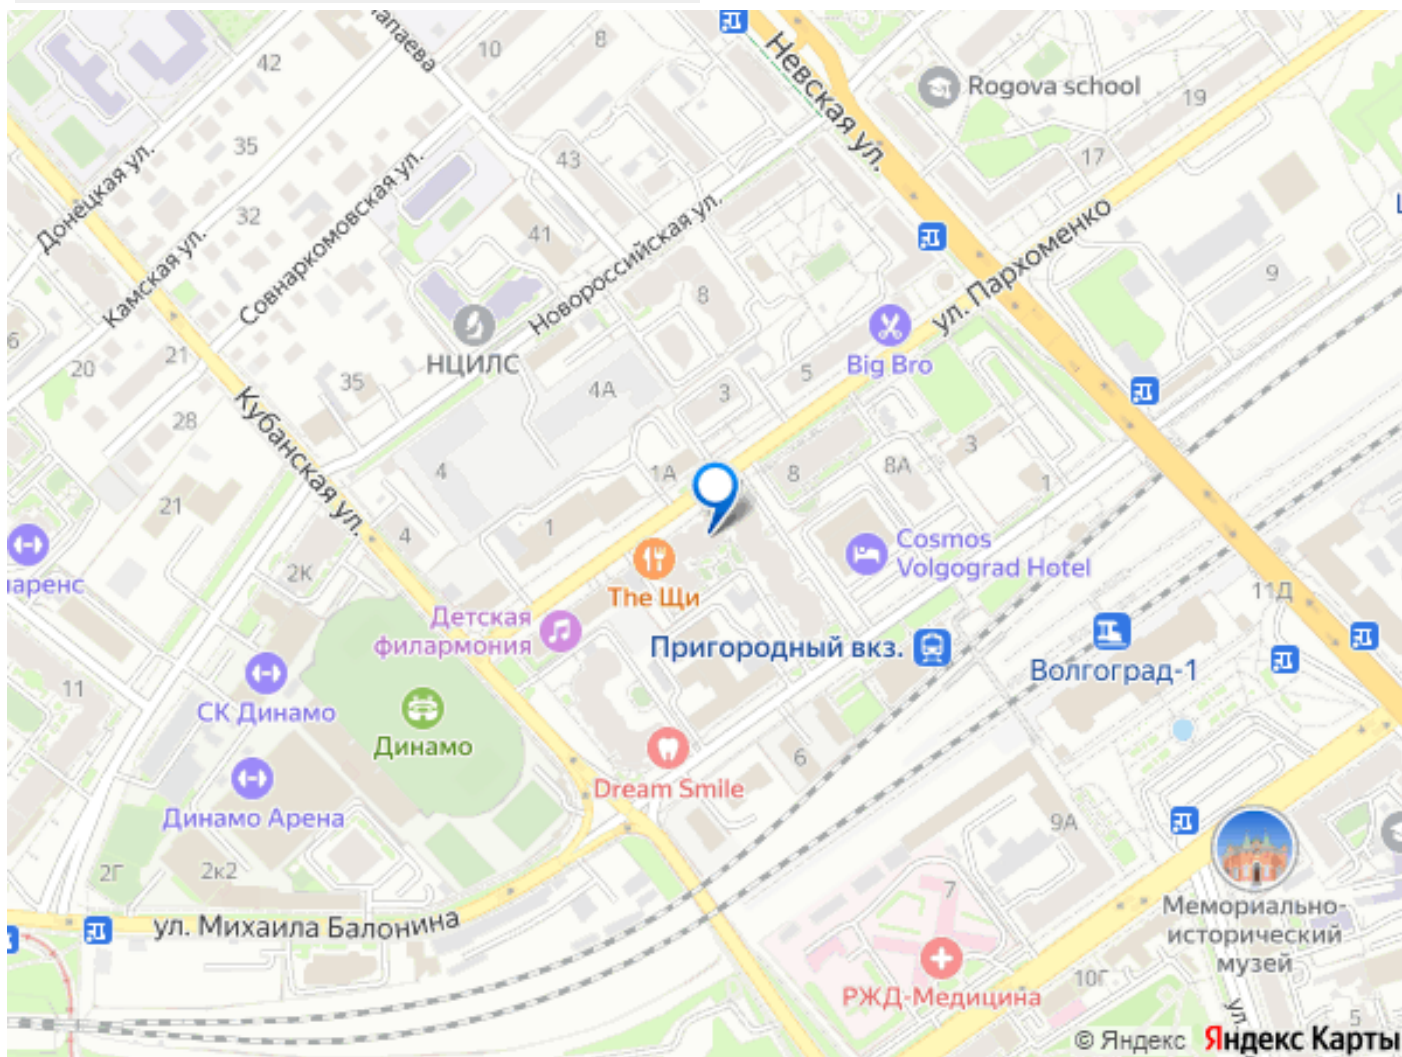 42
10
8
Невская ул.
Rogova school
19
35
43
17
Донецкая ул.
32
Совнаркомовская ул.
Камская ул.
41
Новороссийская ул.
ул. Пархоменко
9
8
НЦИЛС
Big Bro
6
20
21
35
4А
3
5
28
Кубанская ул.
4
1А
8
8А
3
1
21
4
1
Cosmos
Volgograd Hotel
2К
The Щи
11Д
Детская
филармония
Пригородный вкз.
Волгоград-1
11
СК Динамо
Динамо
6
Dream Smile
Динамо Арена
9А
2Г
2к2
7
ул. Михаила Балонина
Мемориально-
исторический
музей
РЖД-Медицина
10Г
ул.
5
© Яндекс Яндекс Карты